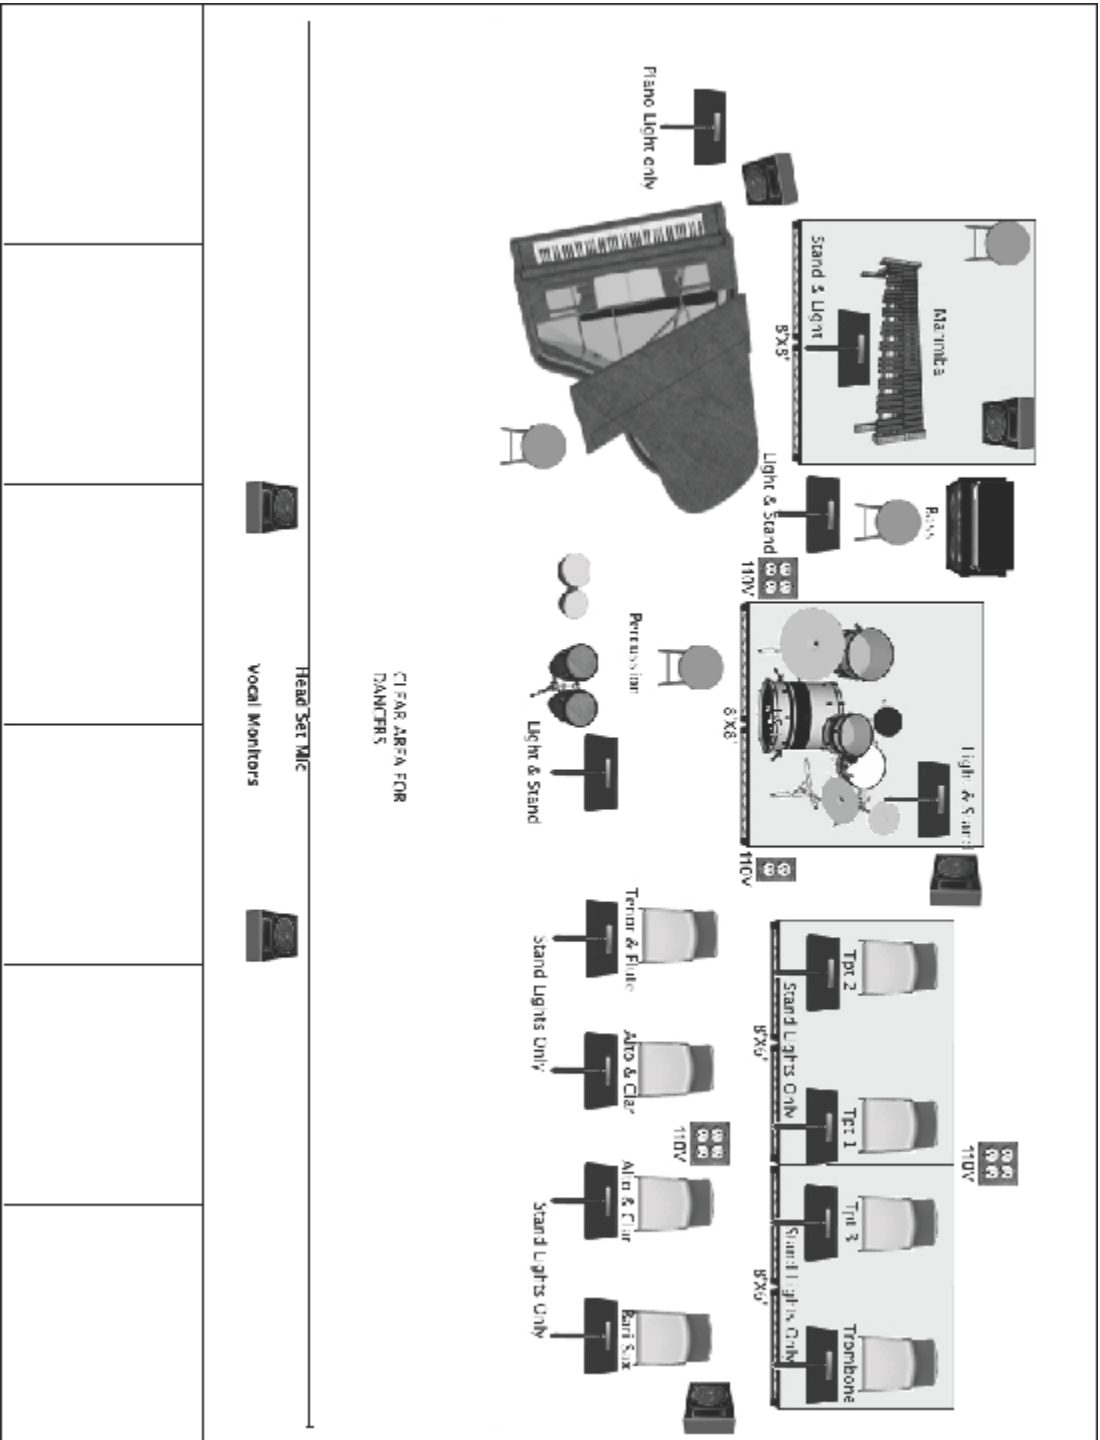 Light & Stand
110V
Marimba
Bass
Tpt 2
Tpt 1
Tpt 3
Trombone
Stand & Light
Stand Lights Only
Stand Lights Only
8'X8'
Light & Stand
8'X6'
8'X6'
110V
110V
8'X8'
110V
Piano Light only
Percussion
Tenor & Flute
Alto & Clar
Alto & Clar
Bari Sax
Stand Lights Only
Stand Lights Only
Light & Stand
CLEAR AREA FOR
DANCERS
Head Set Mic
Vocal Monitors